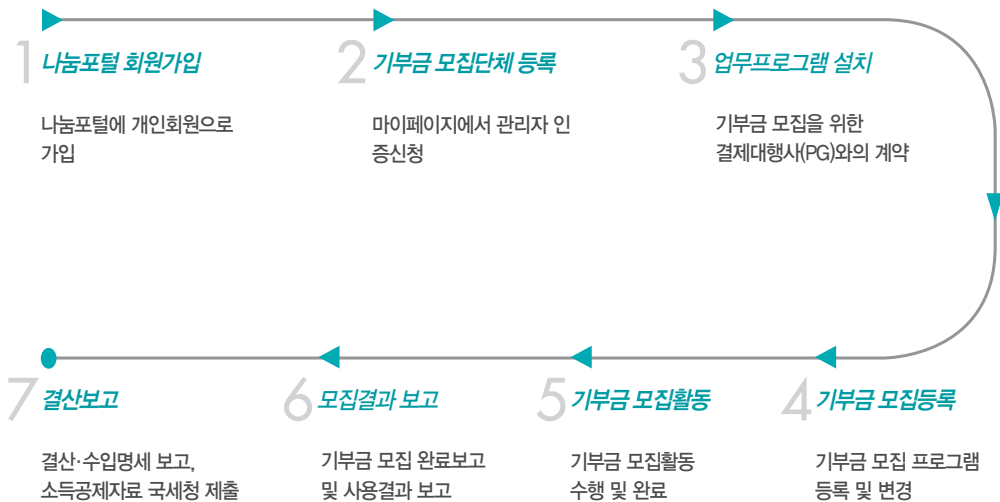 1 나눔포털 회원가입
나눔포털에 개인회원으로
가입
2 기부금 모집단체 등록
마이페이지에서 관리자 인
증신청
3 업무프로그램 설치
기부금 모집을 위한
결제대행사(PG)와의 계약
4 기부금 모집등록
기부금 모집 프로그램
등록 및 변경
5 기부금 모집활동
기부금 모집활동
수행 및 완료
6 모집결과 보고
기부금 모집 완료보고
및 사용결과 보고
7 결산보고
결산·수입명세 보고,
소득공제자료 국세청 제출